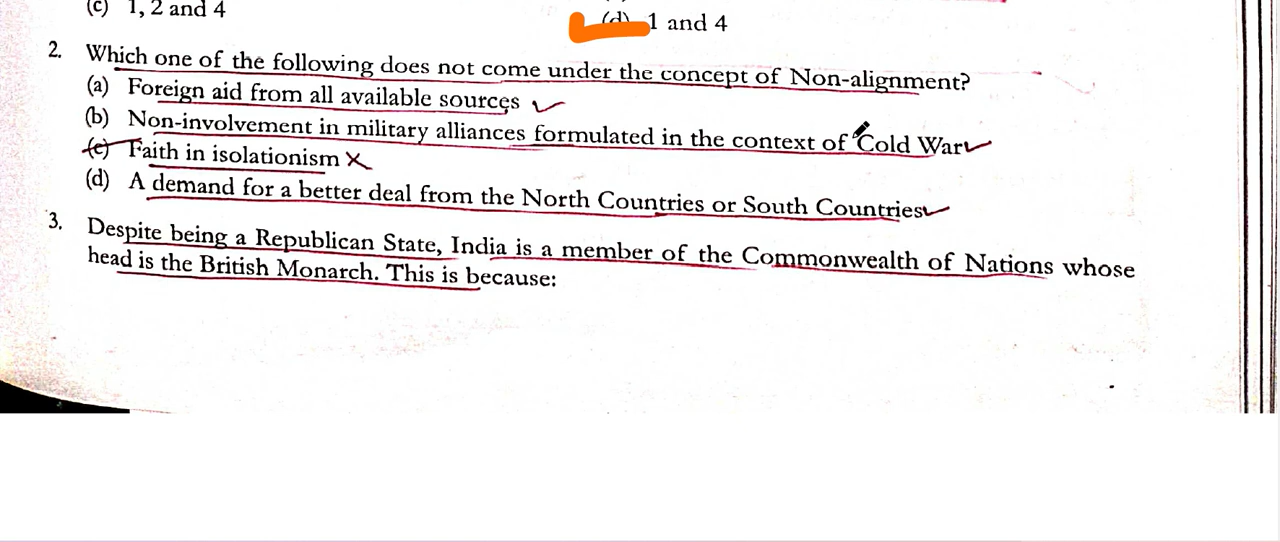 (c) 1, 2 and 4
(d) 1 and 4
2. Which one of the following does not come under the concept of Non-alignment?
(a) Foreign aid from all available sources
(b) Non-involvement in military alliances formulated in the context of Cold War
(c) Faith in isolationism
(d) A demand for a better deal from the North Countries or South Countries
3. Despite being a Republican State, India is a member of the Commonwealth of Nations whose
head is the British Monarch. This is because: